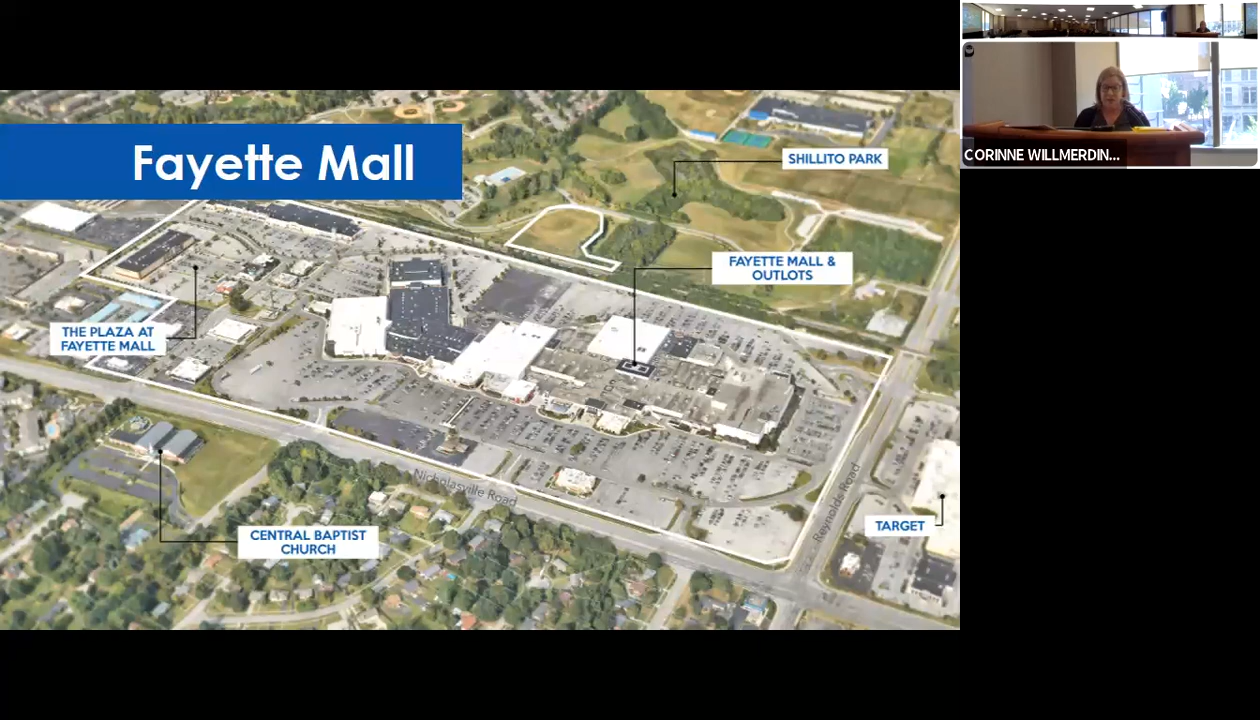 Fayette Mall
SHILLITO PARK
FAYETTE MALL &
OUTLOTS
THE PLAZA AT
FAYETTE MALL
Nicholasville Road
Reynolds Road
CENTRAL BAPTIST
CHURCH
TARGET
CORINNE WILLMERDIN...